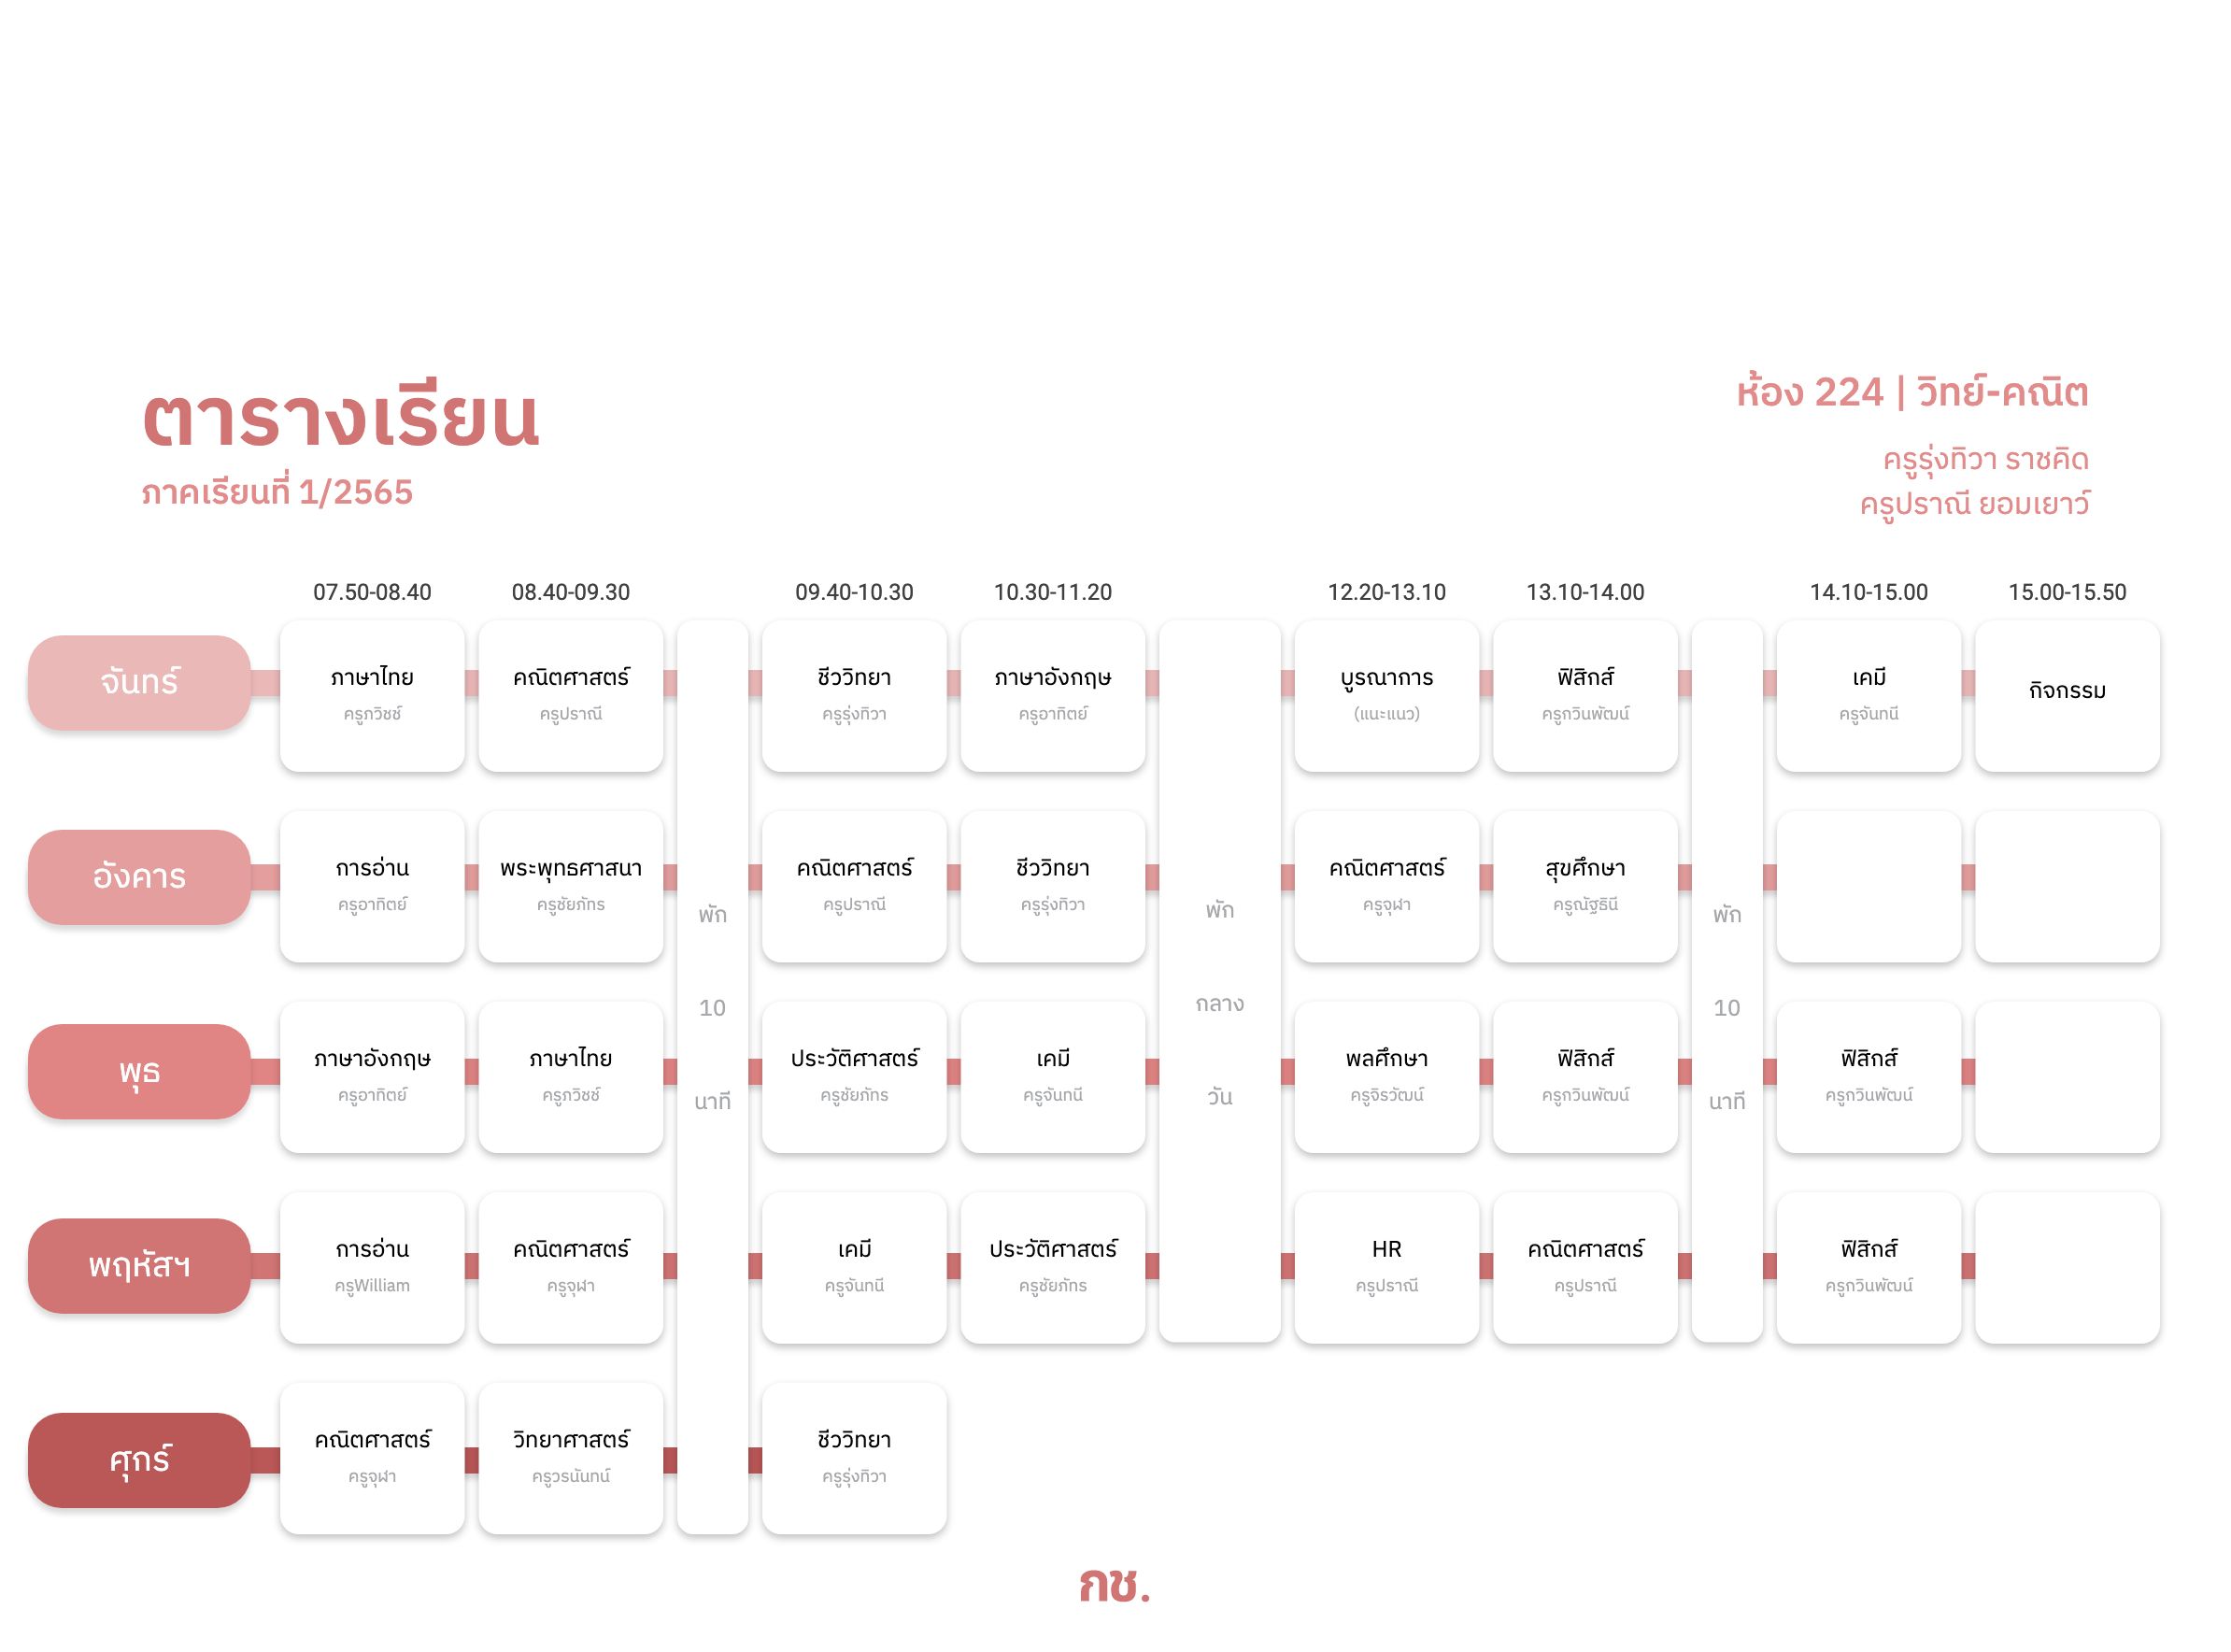 ตารางเรียน
ภาคเรียนที่ 1/2565
ห้อง 224 | วิทย์-คณิต
ครูรุ่งทิวา ราชคิด
ครูปราณี ยอมเยาว์
07.50-08.40 08.40-09.30 09.40-10.30 10.30-11.20 12.20-13.10 13.10-14.00 14.10-15.00 15.00-15.50
จันทร์
ภาษาไทย คณิตศาสตร์ ชีววิทยา ภาษาอังกฤษ บูรณาการ ฟิสิกส์ เคมี กิจกรรม
ครูภวิชช์ ครูปราณี ครูรุ่งทิวา ครูอาทิตย์ (แนะแนว) ครูกวินพัฒน์ ครูจันทนี
อังคาร
การอ่าน พระพุทธศาสนา คณิตศาสตร์ ชีววิทยา คณิตศาสตร์ สุขศึกษา
ครูอาทิตย์ ครูชัยภัทร ครูปราณี ครูรุ่งทิวา ครูจุฬา ครูณัฐธินี
พัก พัก พัก
10 กลาง 10
นาที วัน นาที
พุธ
ภาษาอังกฤษ ภาษาไทย ประวัติศาสตร์ เคมี พลศึกษา ฟิสิกส์ ฟิสิกส์
ครูอาทิตย์ ครูภวิชช์ ครูชัยภัทร ครูจันทนี ครูจิรวัฒน์ ครูกวินพัฒน์ ครูกวินพัฒน์
พฤหัสฯ
การอ่าน คณิตศาสตร์ เคมี ประวัติศาสตร์ HR คณิตศาสตร์ ฟิสิกส์
ครูWilliam ครูจุฬา ครูจันทนี ครูชัยภัทร ครูปราณี ครูปราณี ครูกวินพัฒน์
ศุกร์
คณิตศาสตร์ วิทยาศาสตร์ ชีววิทยา
ครูจุฬา ครูวรนันทน์ ครูรุ่งทิวา
กช.